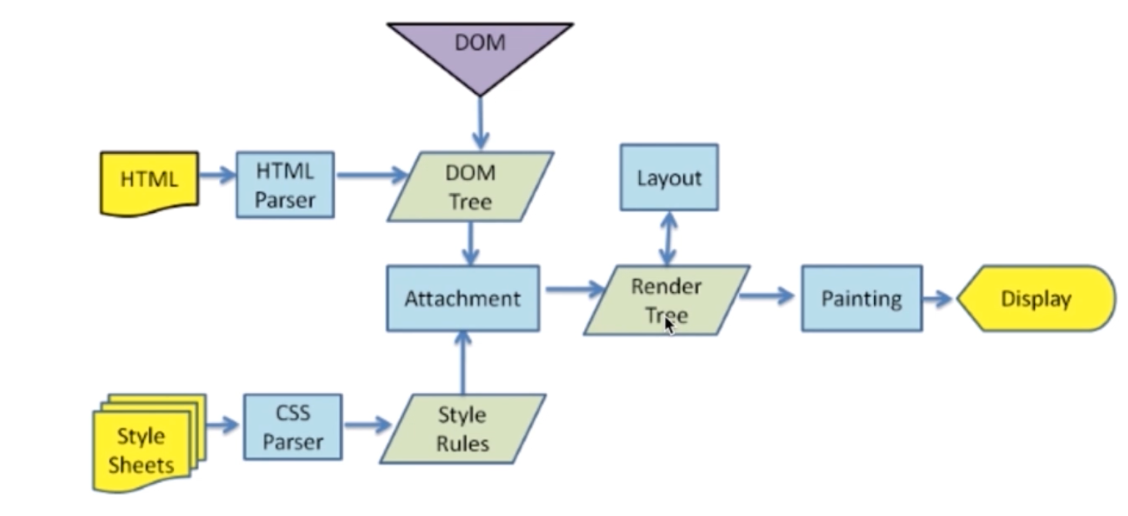 DOM
HTML
HTML
Parser
DOM
Tree
Layout
Attachment
Render
Tree
Painting
Display
Style
Sheets
CSS
Parser
Style
Rules